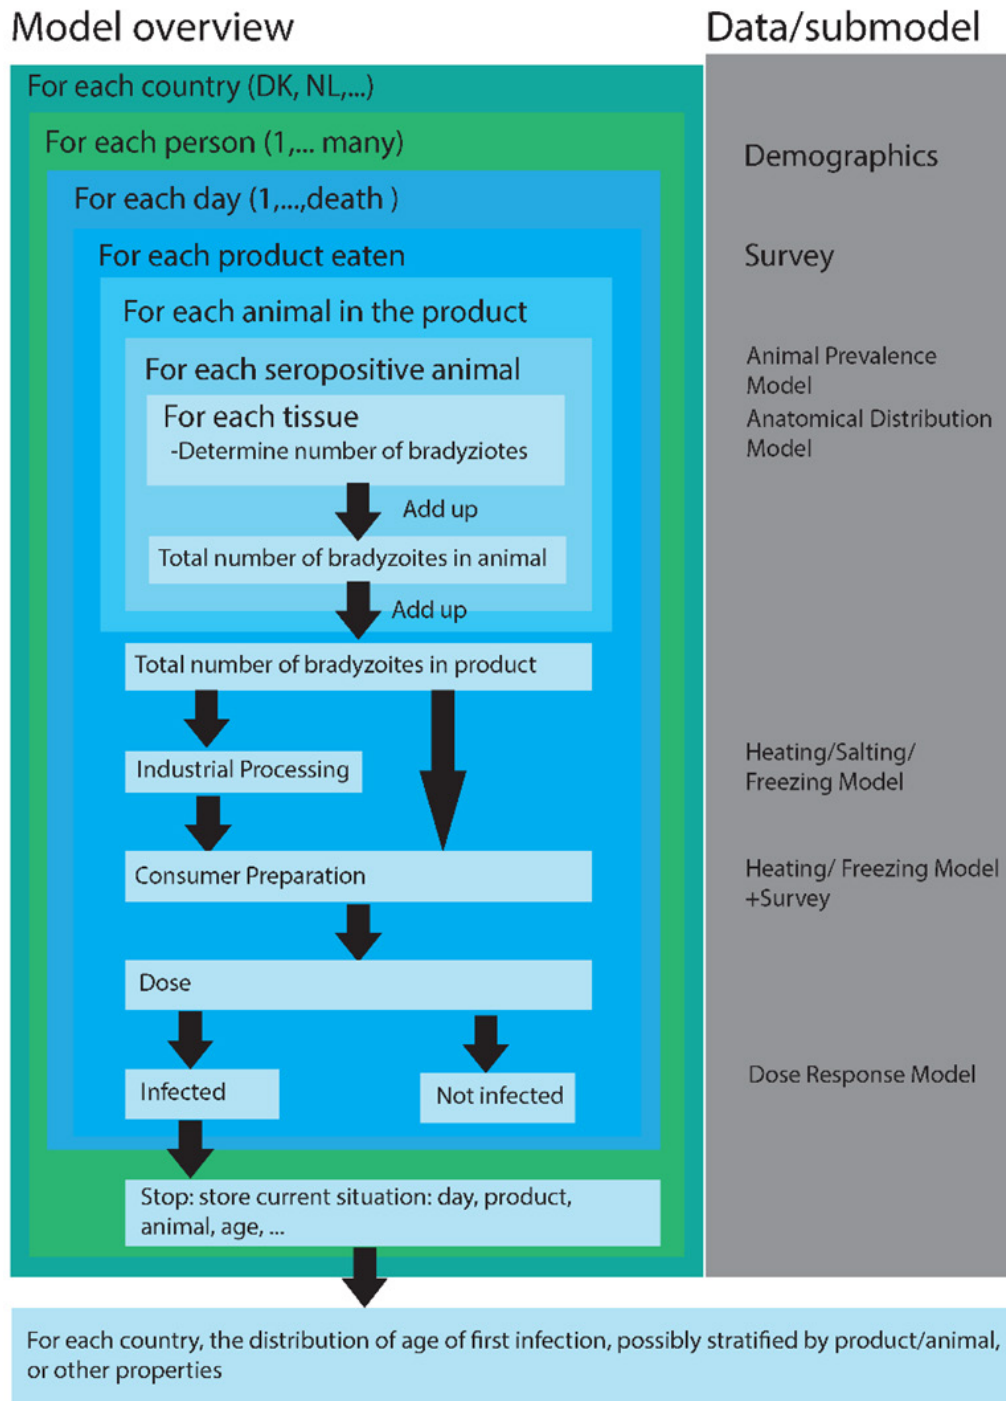 Model overview
Data/submodel
For each country (DK, NL,...)
For each person (1,... many)
Demographics
For each day (1,...,death )
For each product eaten
Survey
For each animal in the product
For each seropositive animal
Animal Prevalence
Model
For each tissue
-Determine number of bradyziotes
Anatomical Distribution
Model
Add up
Total number of bradyzoites in animal
Add up
Total number of bradyzoites in product
Industrial Processing
Heating/Salting/
Freezing Model
Consumer Preparation
Heating/ Freezing Model
+Survey
Dose
Infected
Not infected
Dose Response Model
Stop: store current situation: day, product,
animal, age, ...
For each country, the distribution of age of first infection, possibly stratified by product/animal,
or other properties